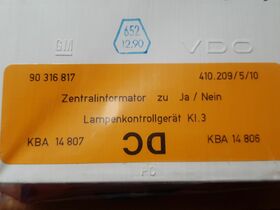 GM 652 12.90 VDO
90 316 817 410.209/5/10
Zentralinformator zu Ja / Nein
Lampenkontrollgerät Kl.3
KBA 14 807 DC KBA 14 806
PC